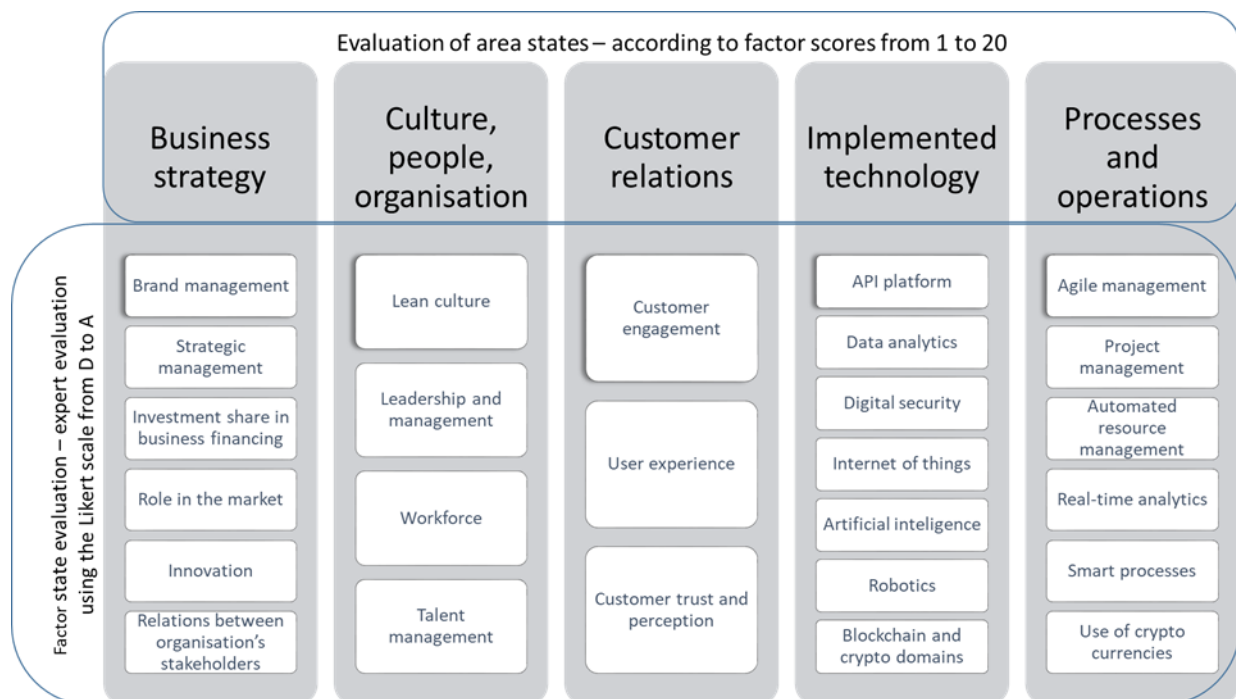 Evaluation of area states – according to factor scores from 1 to 20
Business
strategy
Culture,
people,
organisation
Customer
relations
Implemented
technology
Processes
and
operations
Factor state evaluation – expert evaluation
using the Likert scale from D to A
Brand management
Strategic
management
Investment share in
business financing
Role in the market
Innovation
Relations between
organisation's
stakeholders
Lean culture
Leadership and
management
Workforce
Talent
management
Customer
engagement
User experience
Customer trust and
perception
API platform
Data analytics
Digital security
Internet of things
Artificial inteligence
Robotics
Blockchain and
crypto domains
Agile management
Project
management
Automated
resource
management
Real-time analytics
Smart processes
Use of crypto
currencies